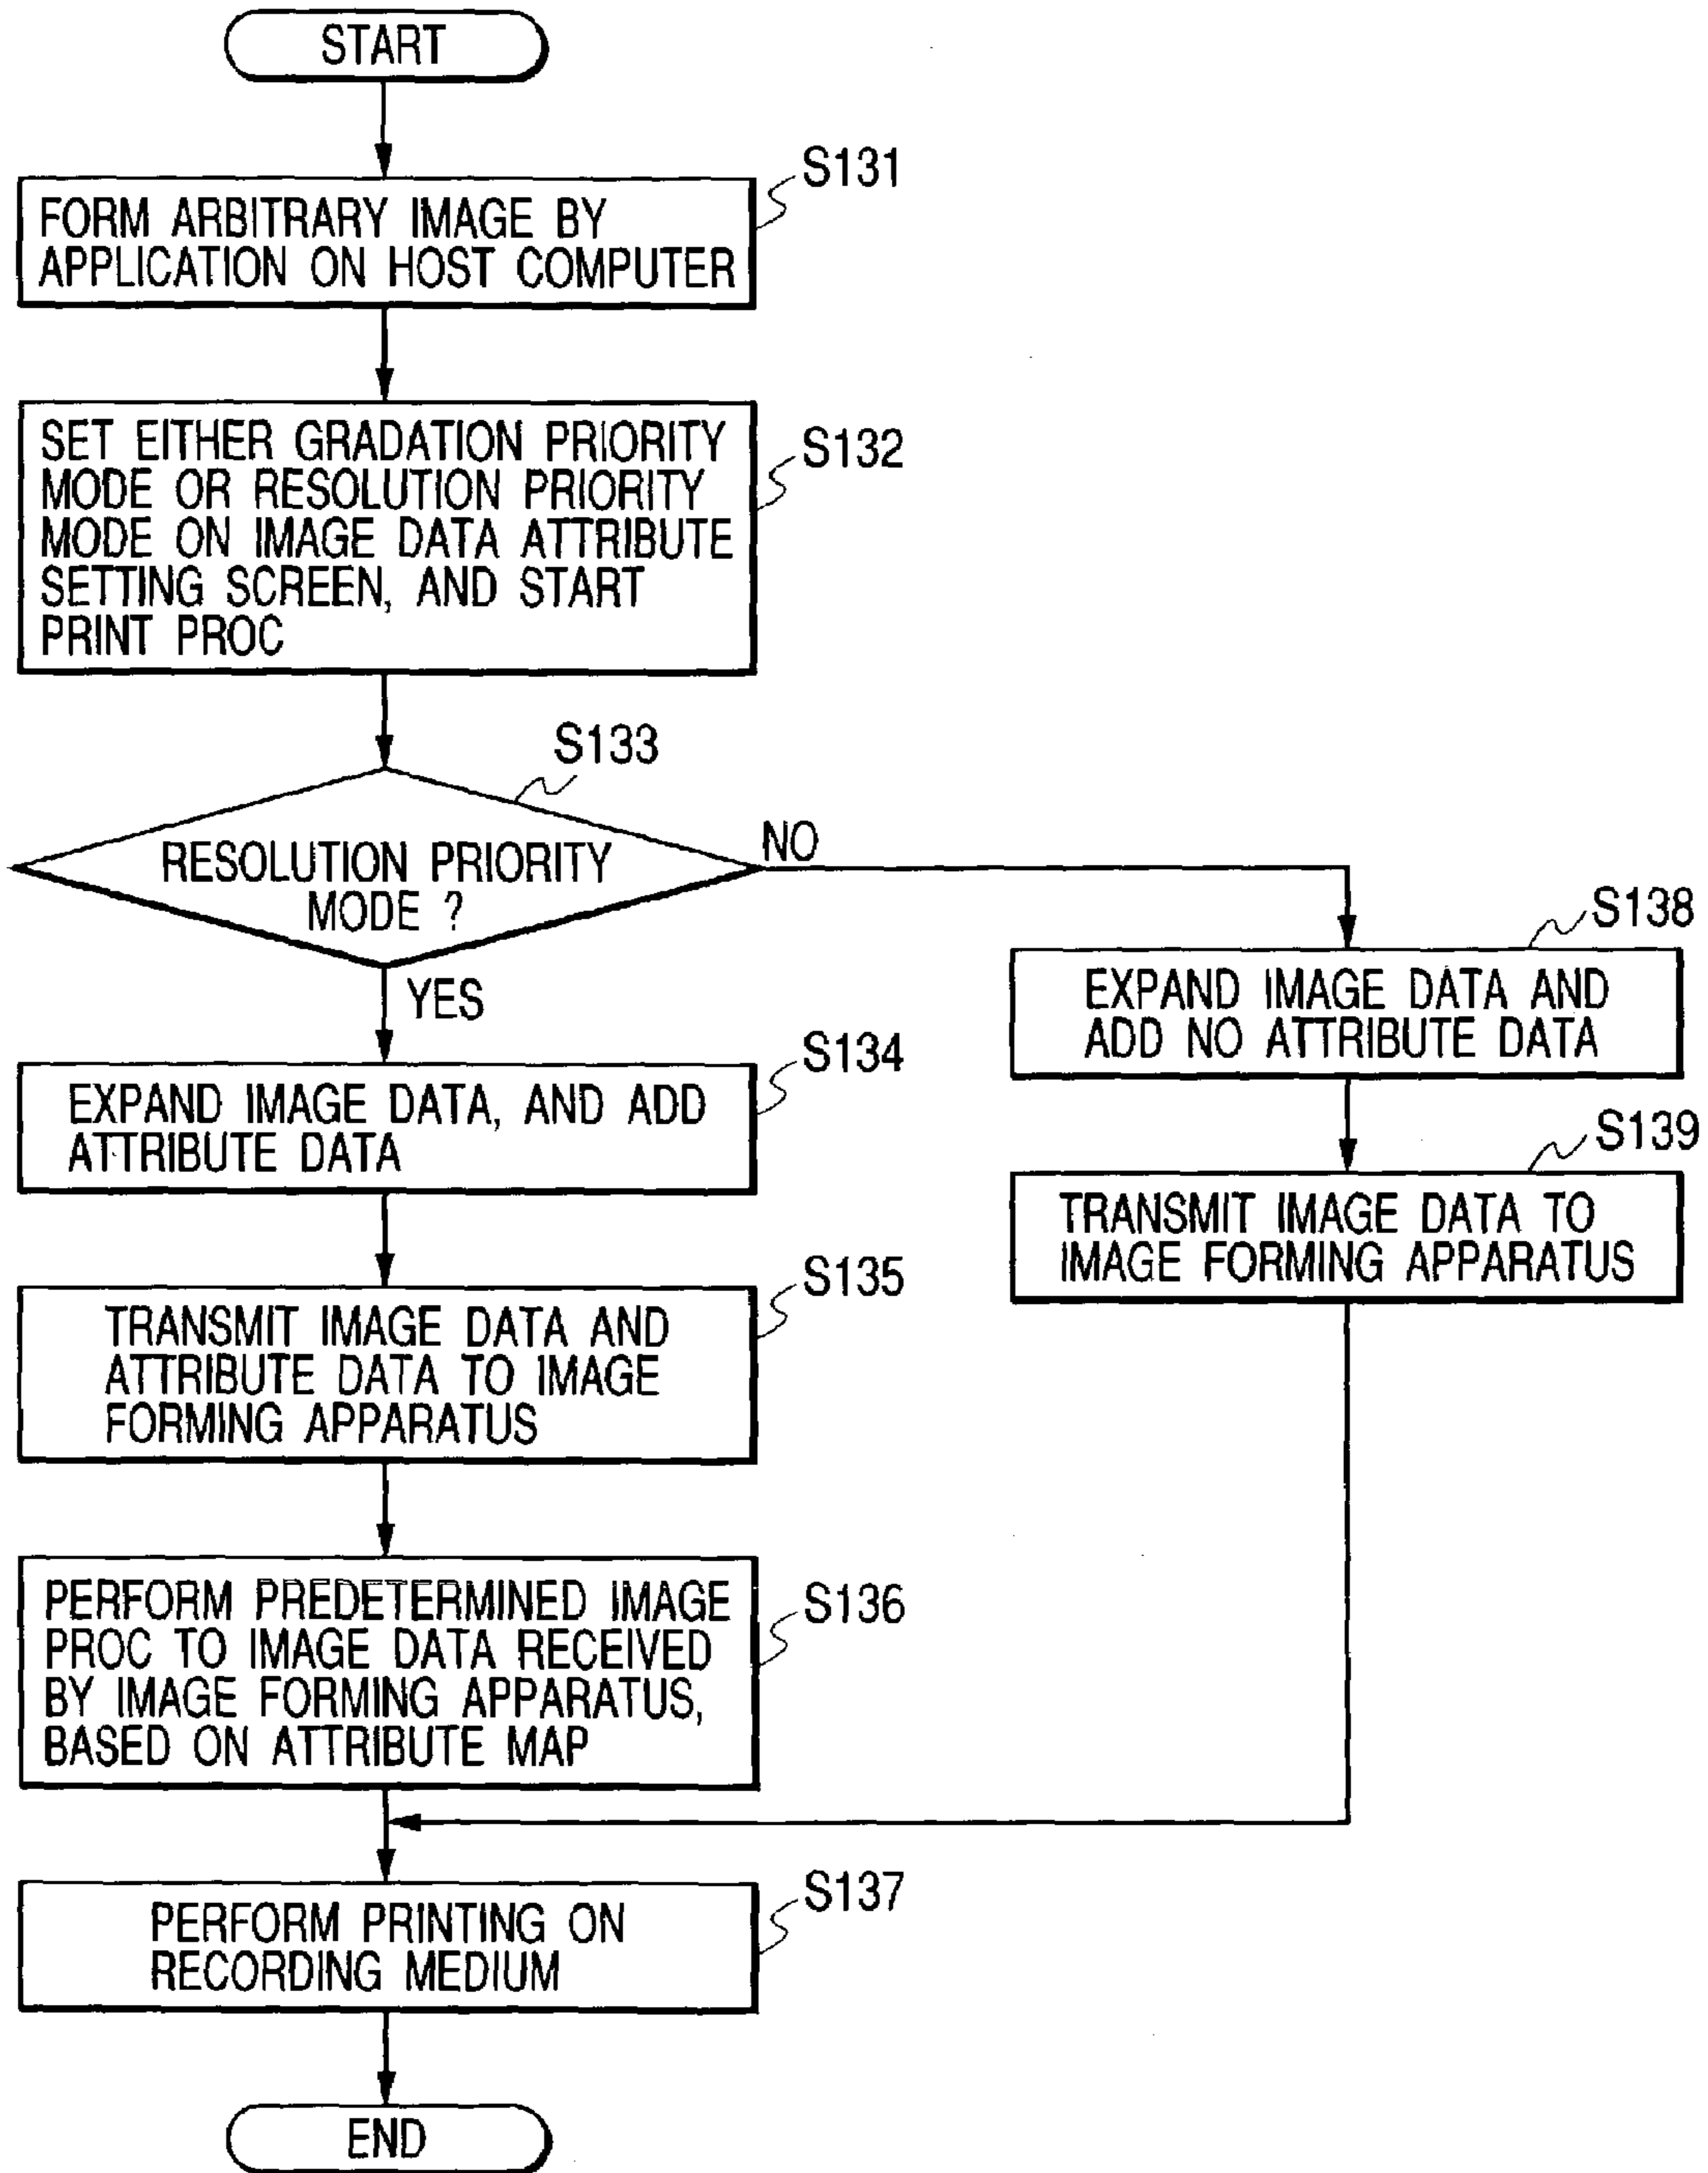 START
S131
FORM ARBITRARY IMAGE BY
APPLICATION ON HOST COMPUTER
S132
SET EITHER GRADATION PRIORITY
MODE OR RESOLUTION PRIORITY
MODE ON IMAGE DATA ATTRIBUTE
SETTING SCREEN, AND START
PRINT PROC
S133
RESOLUTION PRIORITY
MODE ?
NO
YES
S134
EXPAND IMAGE DATA, AND ADD
ATTRIBUTE DATA
S135
TRANSMIT IMAGE DATA AND
ATTRIBUTE DATA TO IMAGE
FORMING APPARATUS
S136
PERFORM PREDETERMINED IMAGE
PROC TO IMAGE DATA RECEIVED
BY IMAGE FORMING APPARATUS,
BASED ON ATTRIBUTE MAP
S138
EXPAND IMAGE DATA AND
ADD NO ATTRIBUTE DATA
S139
TRANSMIT IMAGE DATA TO
IMAGE FORMING APPARATUS
S137
PERFORM PRINTING ON
RECORDING MEDIUM
END